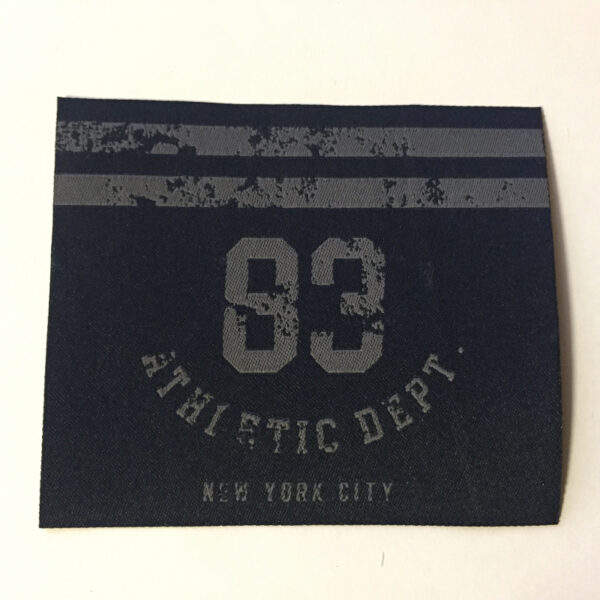 83
ATHLETIC DEPT.
NEW YORK CITY